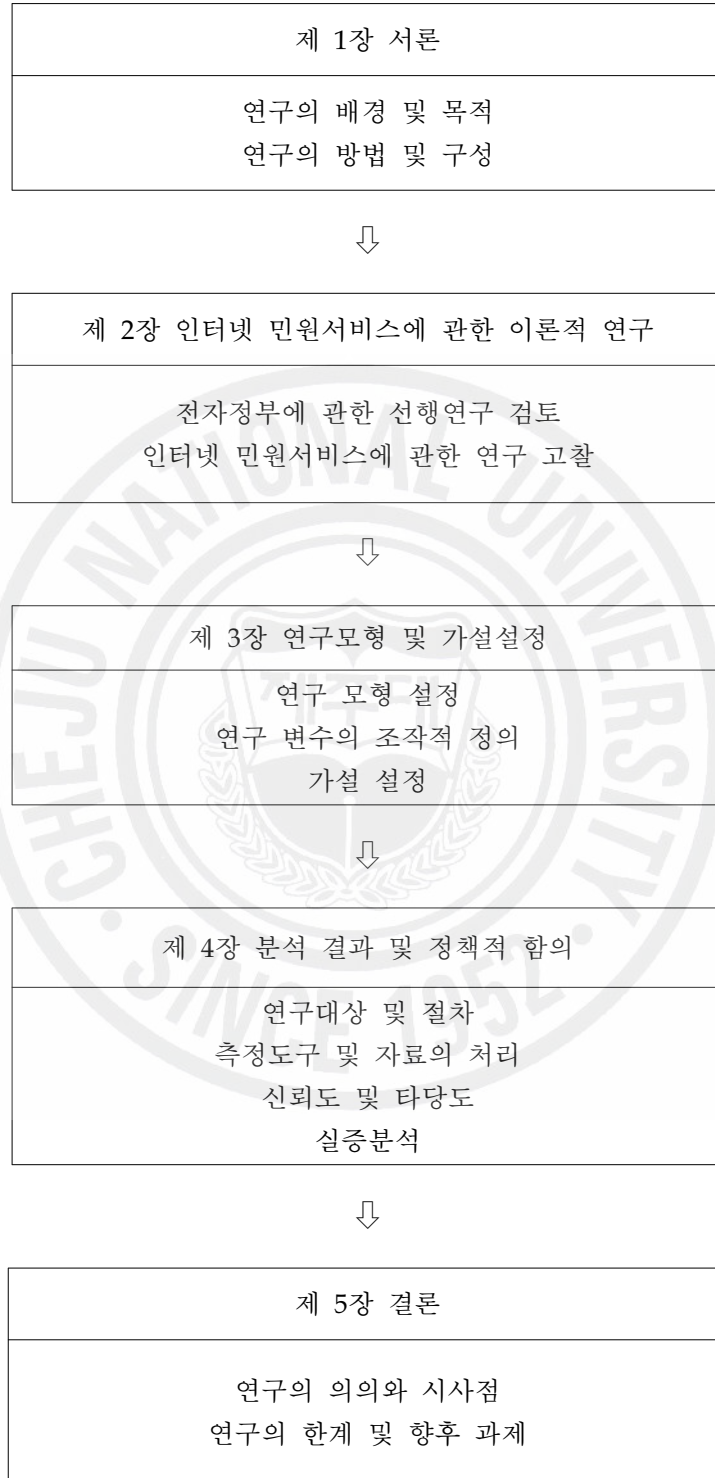 제 1장 서론
연구의 배경 및 목적
연구의 방법 및 구성
⇩
제 2장 인터넷 민원서비스에 관한 이론적 연구
전자정부에 관한 선행연구 검토
인터넷 민원서비스에 관한 연구 고찰
⇩
제 3장 연구모형 및 가설설정
연구 모형 설정
연구 변수의 조작적 정의
가설 설정
⇩
제 4장 분석 결과 및 정책적 함의
연구대상 및 절차
측정도구 및 자료의 처리
신뢰도 및 타당도
실증분석
⇩
제 5장 결론
연구의 의의와 시사점
연구의 한계 및 향후 과제
CHEJU NATIONAL UNIVERSITY
SINCE 1952
제주대